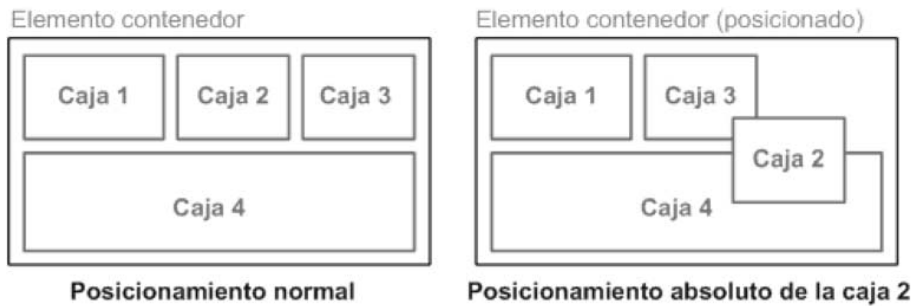 Elemento contenedor
Caja 1
Caja 2
Caja 3
Caja 4
Posicionamiento normal
Elemento contenedor (posicionado)
Caja 1
Caja 3
Caja 2
Caja 4
Posicionamiento absoluto de la caja 2